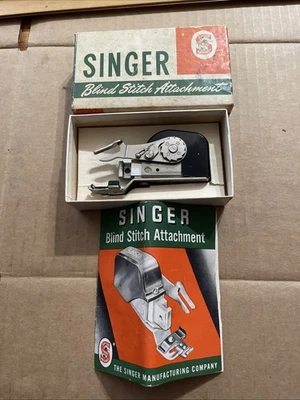 SINGER
Blind Stitch Attachment
S
SINGER
Blind Stitch Attachment
S
THE SINGER MANUFACTURING COMPANY